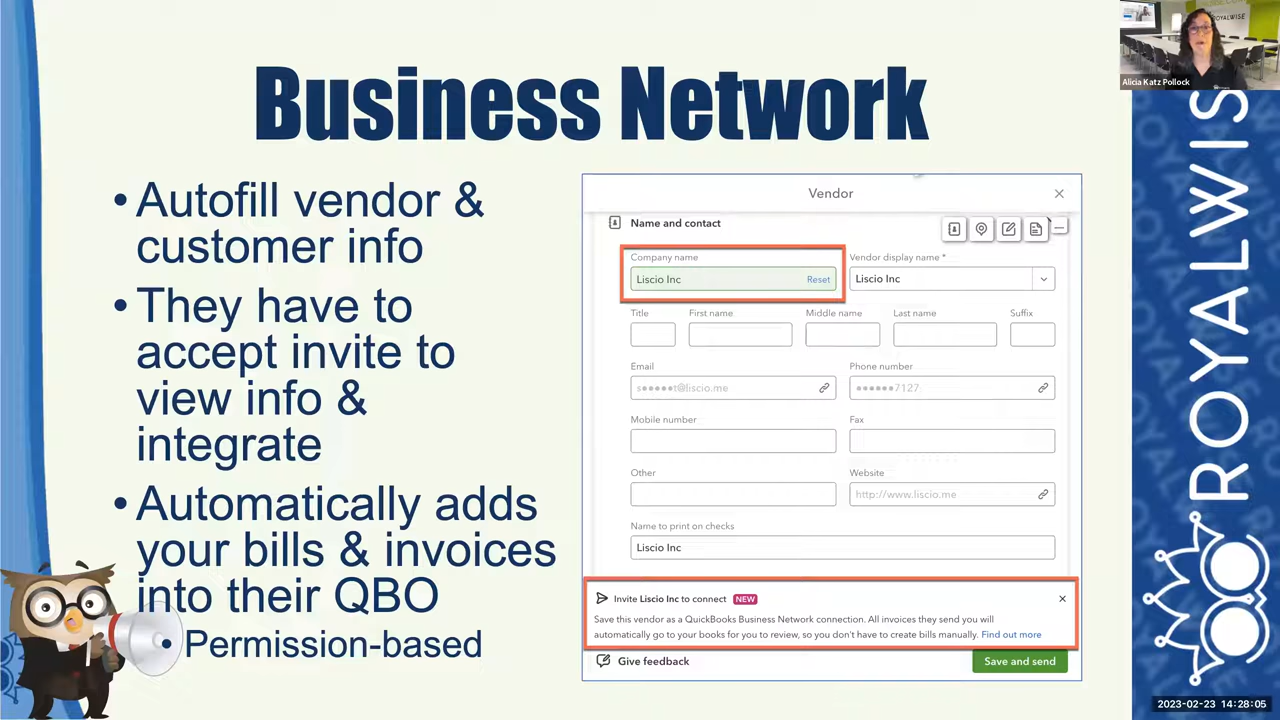 Business Network
• Autofill vendor &
customer info
• They have to
accept invite to
view info &
integrate
• Automatically adds
your bills & invoices
into their QBO
• Permission-based
Vendor
Name and contact
Company name
Vendor display name *
Liscio Inc
Reset
Liscio Inc
Title
First name
Middle name
Last name
Suffix
Email
Phone number
s●●●●●t@liscio.me
●●●●●●7127
Mobile number
Fax
Other
Website
http://www.liscio.me
Name to print on checks
Liscio Inc
Invite Liscio Inc to connect NEW
Save this vendor as a QuickBooks Business Network connection. All invoices they send you will
automatically go to your books for you to review, so you don't have to create bills manually. Find out more
Give feedback
Save and send
ROYALWISE
Alicia Katz Pollock
ROYALWISE
2023-02-23 14:28:05